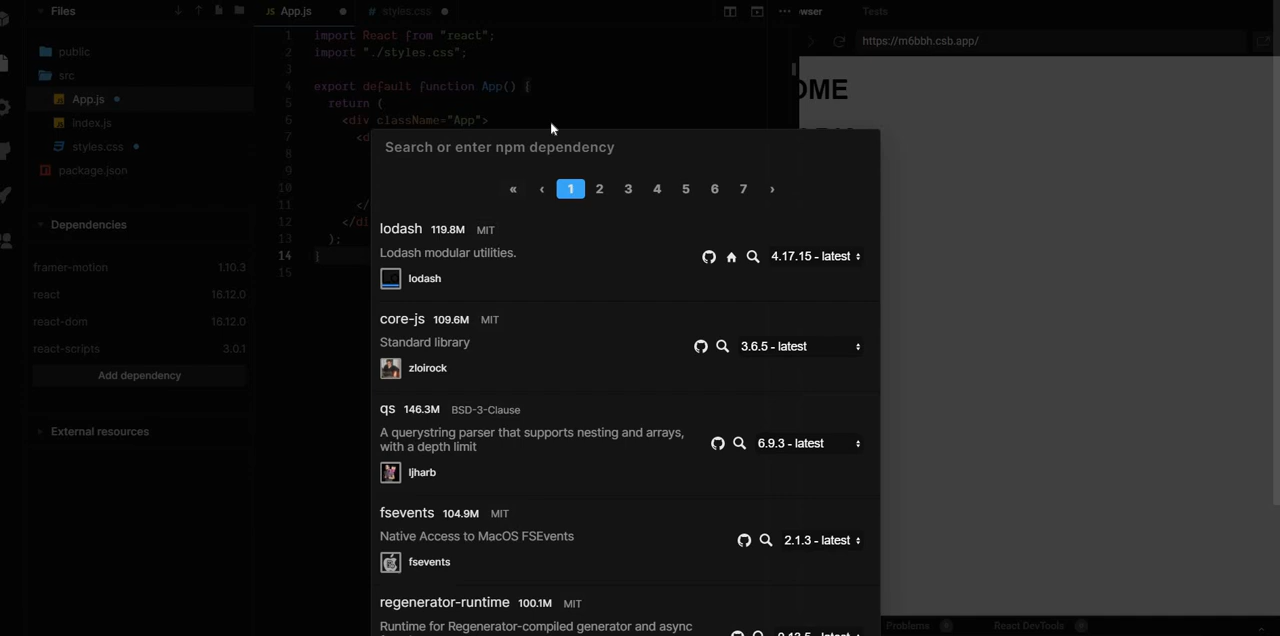 Files
App.js
styles.css
Browser
Tests
https://m6bbh.csb.app/
public
src
App.js
index.js
styles.css
package.json
Dependencies
framer-motion 1.10.3
react 16.12.0
react-dom 16.12.0
react-scripts 3.0.1
Add dependency
External resources
1 import React from "react";
2 import "./styles.css";
3
4 export default function App() {
5 return (
6 <div className="App">
7 <d
8
9
10
11 </
12 </di
13 );
14 }
15
OME
Search or enter npm dependency
« ‹ 1 2 3 4 5 6 7 ›
lodash 119.8M MIT
Lodash modular utilities.
4.17.15 - latest
lodash
core-js 109.6M MIT
Standard library
3.6.5 - latest
zloirock
qs 146.3M BSD-3-Clause
A querystring parser that supports nesting and arrays,
with a depth limit
6.9.3 - latest
ljharb
fsevents 104.9M MIT
Native Access to MacOS FSEvents
2.1.3 - latest
fsevents
regenerator-runtime 100.1M MIT
Runtime for Regenerator-compiled generator and async
0.13.5 - latest
Problems
React DevTools